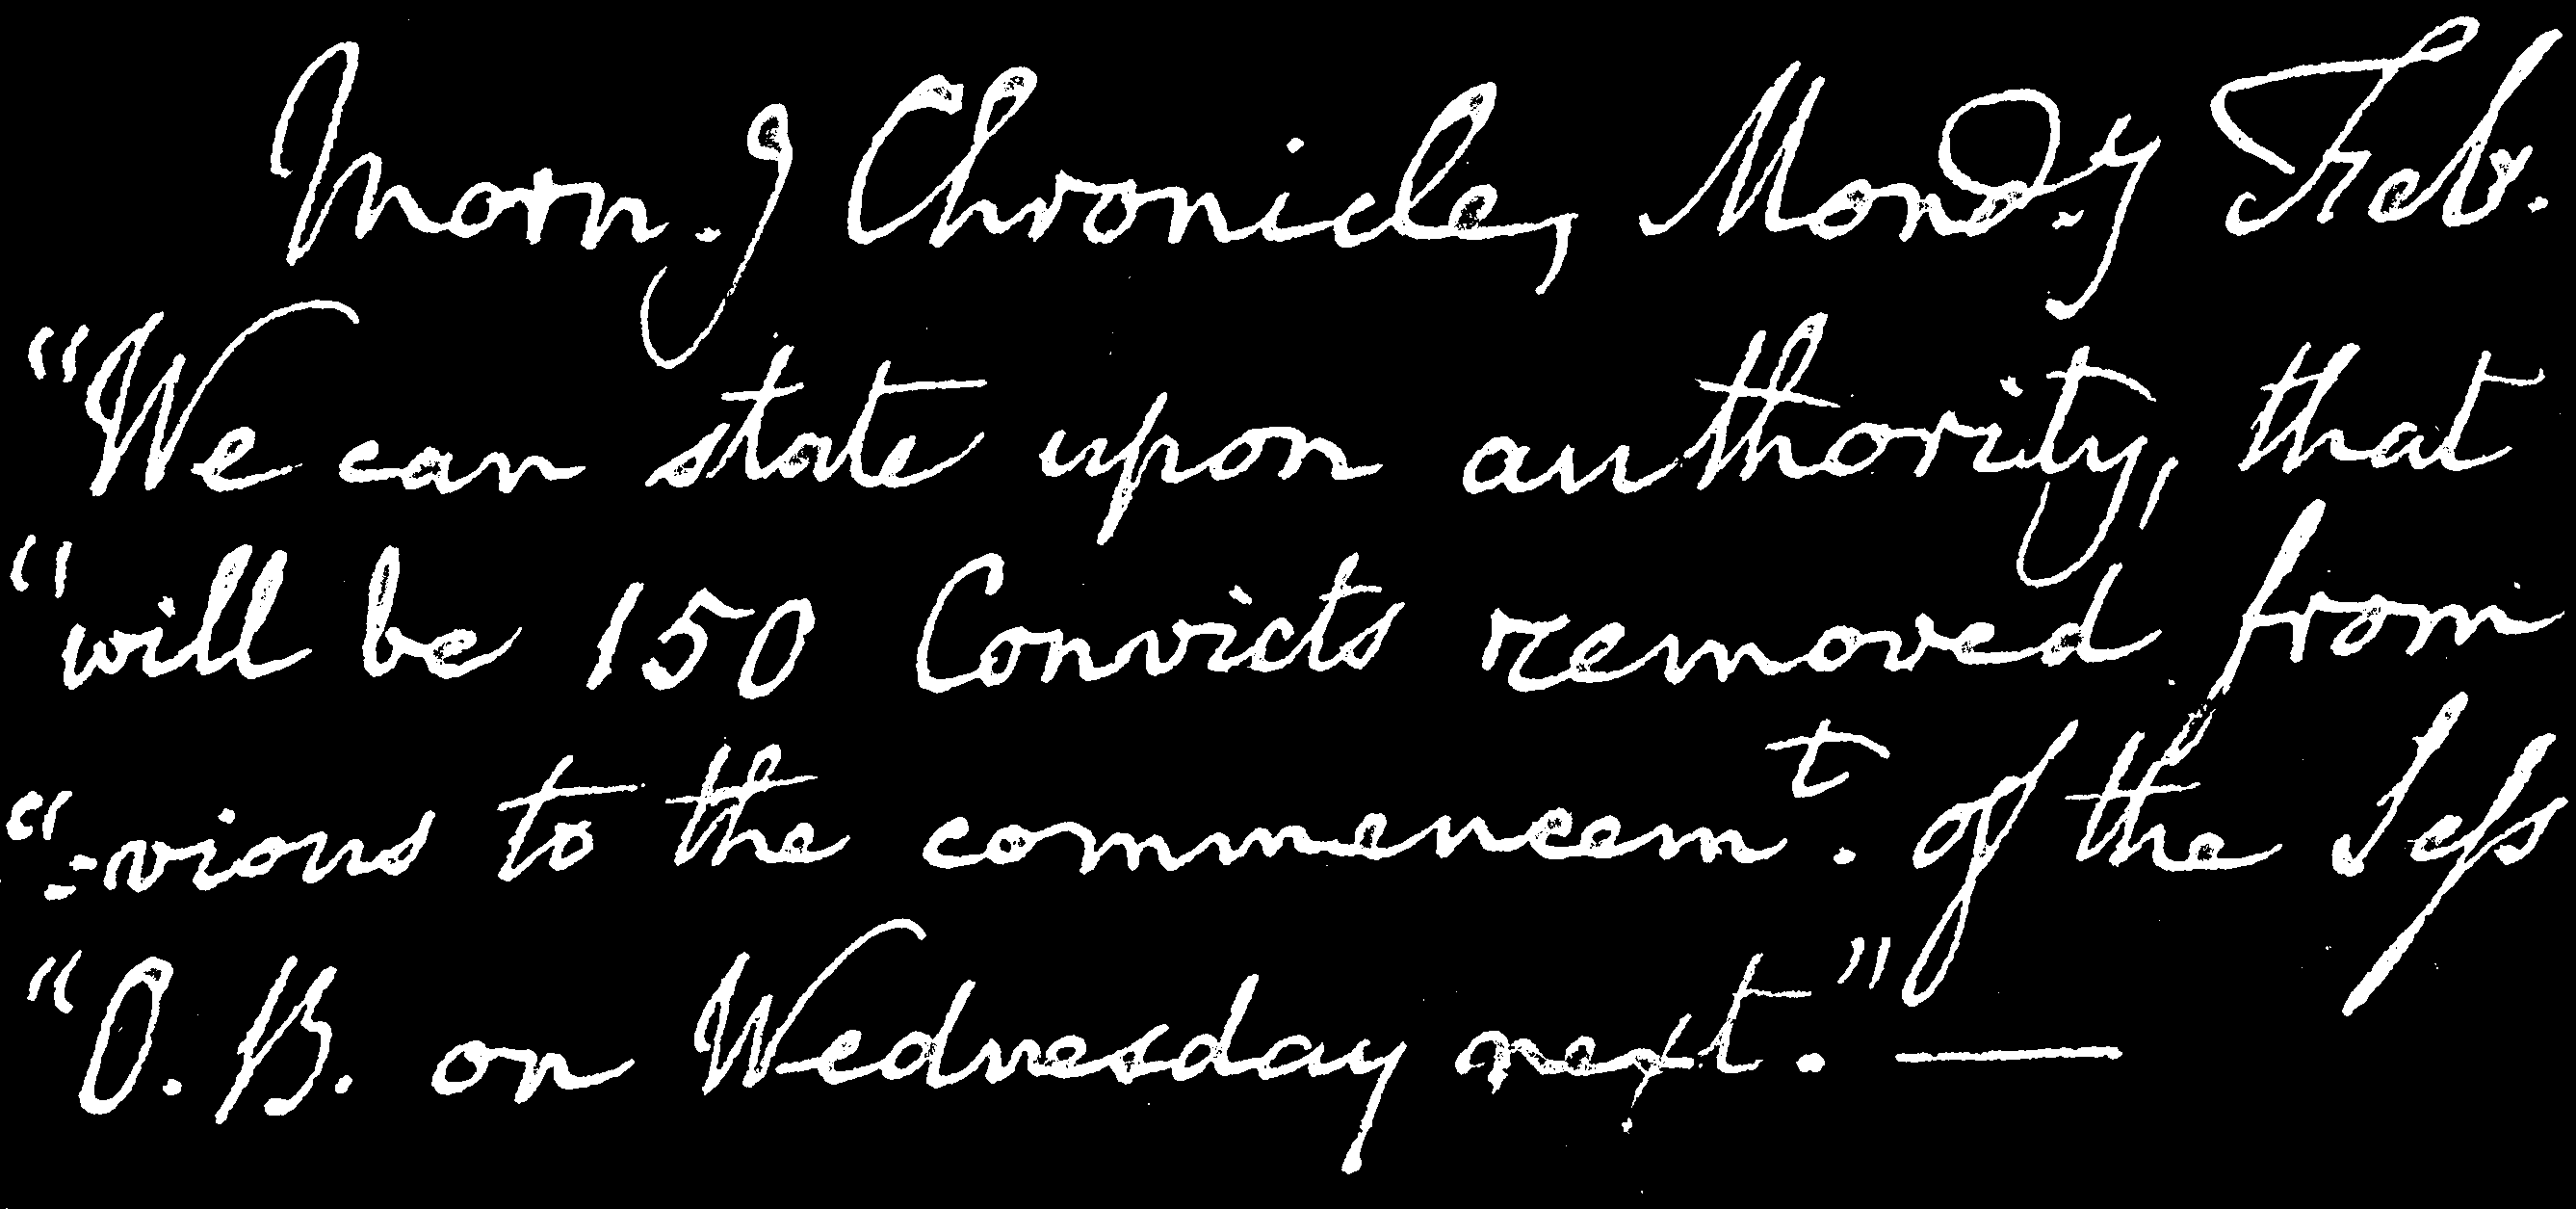 Morn.g Chronicle, Mond.y Feb.
"We can state upon authority, that
"will be 150 Convicts removed from
"=vious to the commencem.t of the Sess
"O. B. on Wednesday next." —